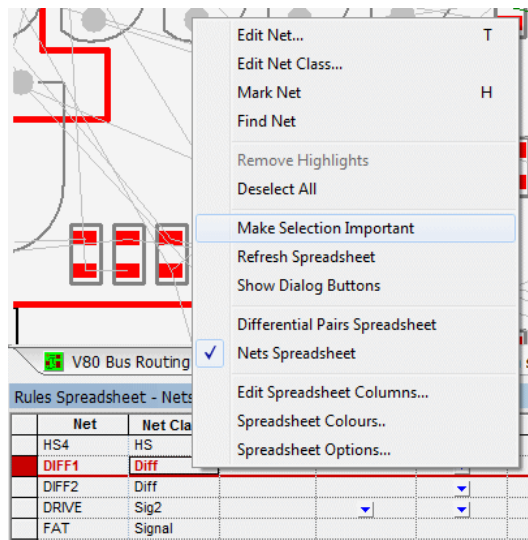 Edit Net... T
Edit Net Class...
Mark Net H
Find Net
Remove Highlights
Deselect All
Make Selection Important
Refresh Spreadsheet
Show Dialog Buttons
Differential Pairs Spreadsheet
Nets Spreadsheet
Edit Spreadsheet Columns...
Spreadsheet Colours..
Spreadsheet Options...
V80 Bus Routing
Rules Spreadsheet - Nets
Net Net Cla
HS4 HS
DIFF1 Diff
DIFF2 Diff
DRIVE Sig2
FAT Signal